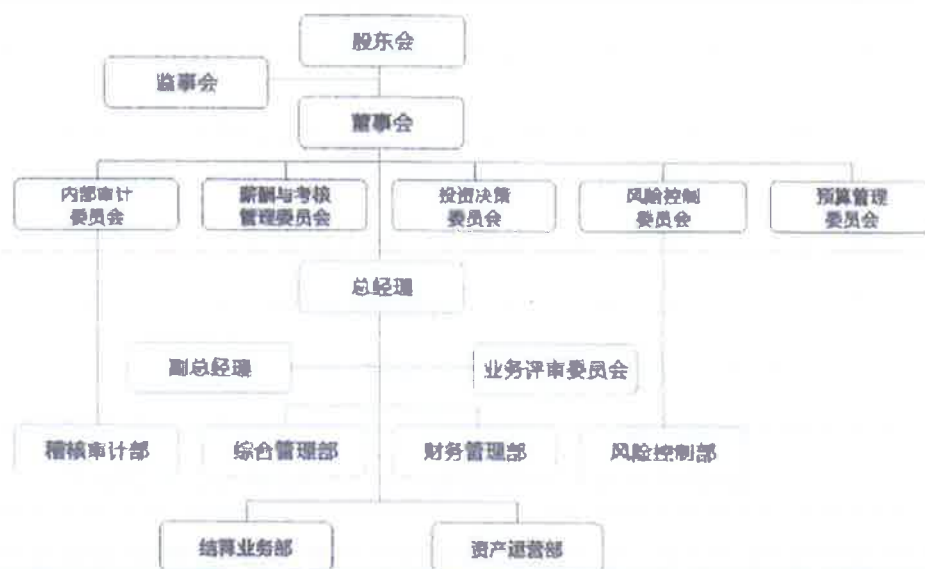 股东会
监事会
董事会
内部审计
委员会
薪酬与考核
管理委员会
投资决策
委员会
风险控制
委员会
预算管理
委员会
总经理
副总经理
业务评审委员会
稽核审计部
综合管理部
财务管理部
风险控制部
结算业务部
资产运营部